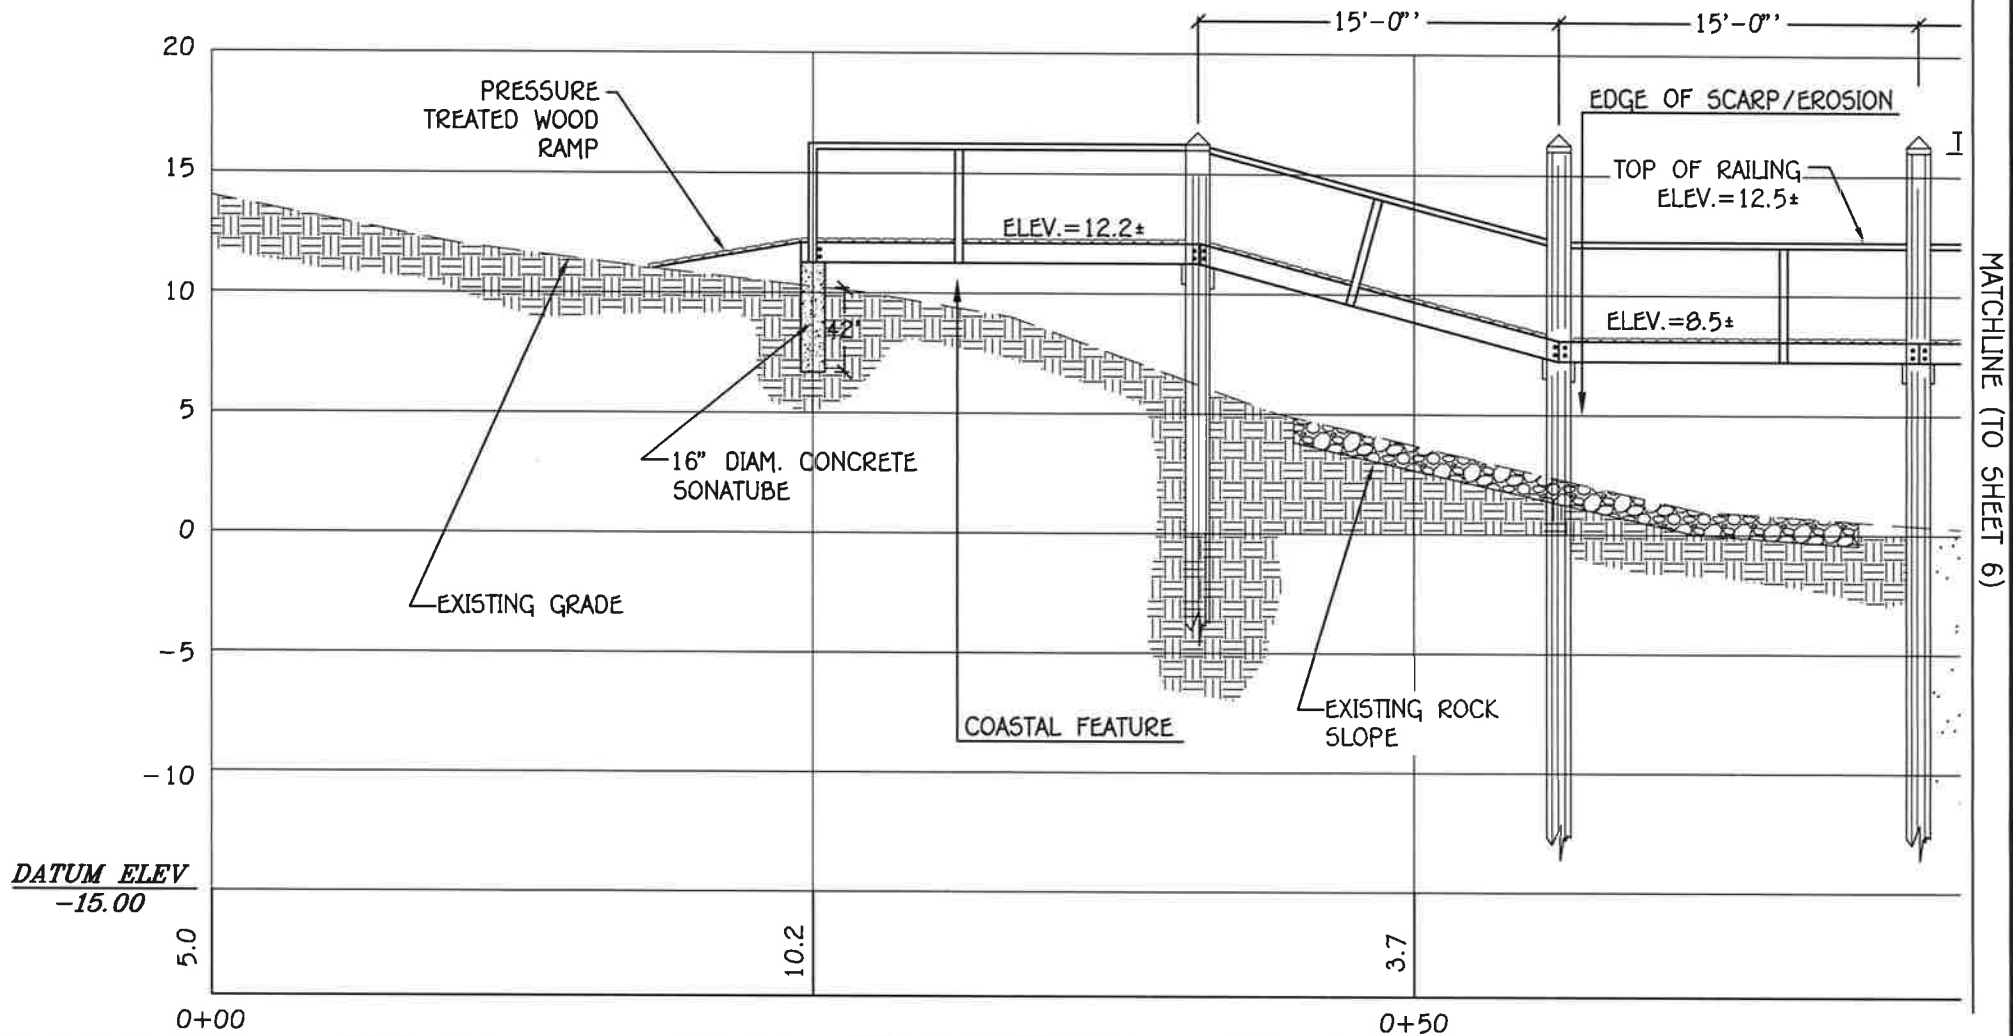 15'-0"'
15'-0"'
20
PRESSURE
TREATED WOOD
RAMP
EDGE OF SCARP/EROSION
15
TOP OF RAILING
ELEV.=12.5±
ELEV.=12.2±
10
42"
ELEV.=8.5±
MATCHLINE (TO SHEET 6)
5
16" DIAM. CONCRETE
SONATUBE
0
EXISTING GRADE
-5
COASTAL FEATURE
EXISTING ROCK
SLOPE
-10
DATUM ELEV
-15.00
5.0
10.2
3.7
0+00
0+50